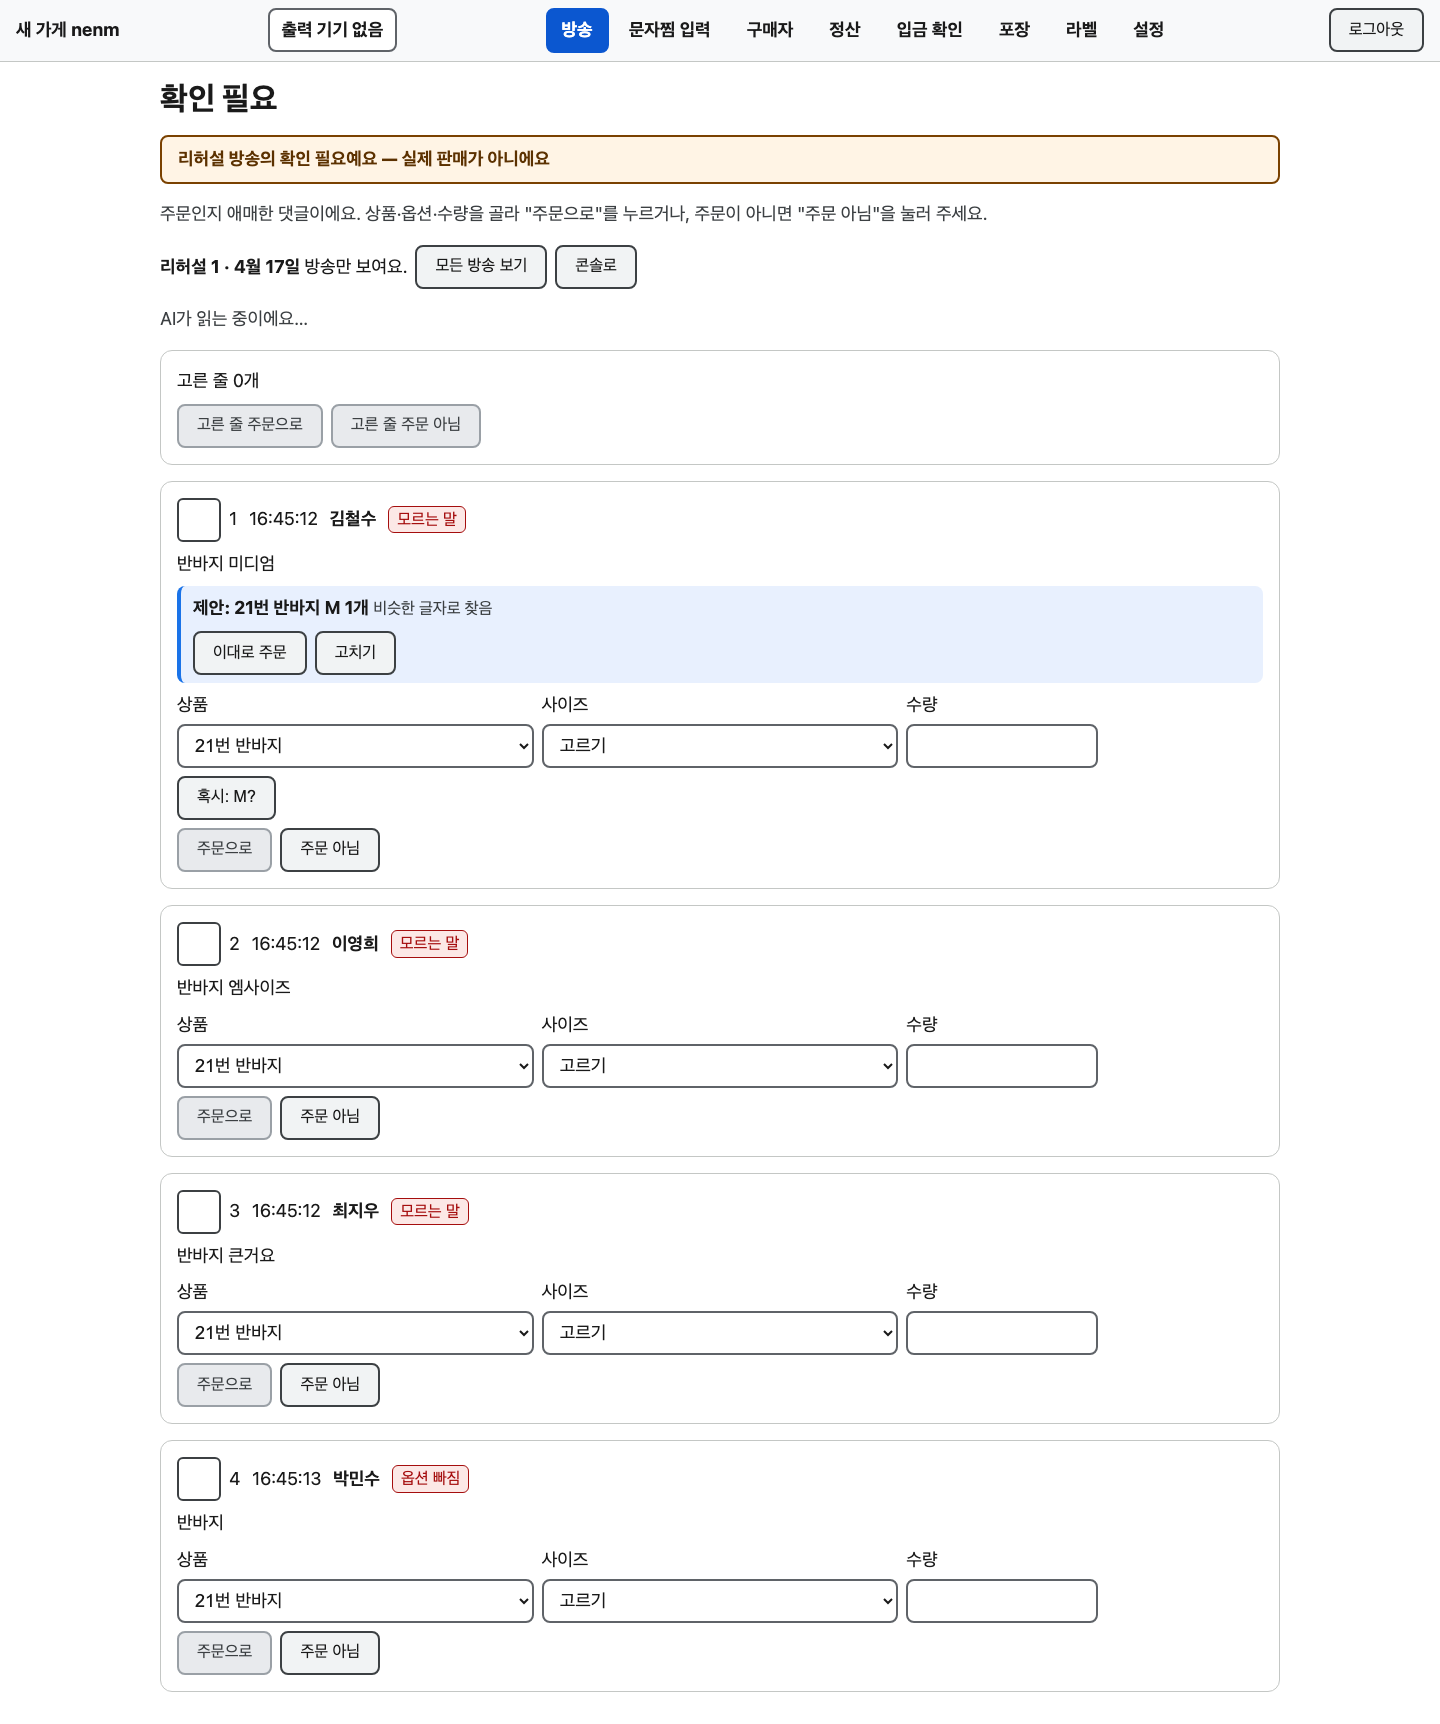 새 가게 nenm 출력 기기 없음 방송 문자찜 입력 구매자 정산 입금 확인 포장 라벨 설정 로그아웃
확인 필요
리허설 방송의 확인 필요예요 — 실제 판매가 아니에요
주문인지 애매한 댓글이에요. 상품·옵션·수량을 골라 "주문으로"를 누르거나, 주문이 아니면 "주문 아님"을 눌러 주세요.
리허설 1 · 4월 17일 방송만 보여요. 모든 방송 보기 콘솔로
AI가 읽는 중이에요...
고른 줄 0개
고른 줄 주문으로 고른 줄 주문 아님
1 16:45:12 김철수 모르는 말
반바지 미디엄
제안: 21번 반바지 M 1개 비슷한 글자로 찾음
이대로 주문 고치기
상품 사이즈 수량
21번 반바지 고르기
혹시: M?
주문으로 주문 아님
2 16:45:12 이영희 모르는 말
반바지 엠사이즈
상품 사이즈 수량
21번 반바지 고르기
주문으로 주문 아님
3 16:45:12 최지우 모르는 말
반바지 큰거요
상품 사이즈 수량
21번 반바지 고르기
주문으로 주문 아님
4 16:45:13 박민수 옵션 빠짐
반바지
상품 사이즈 수량
21번 반바지 고르기
주문으로 주문 아님